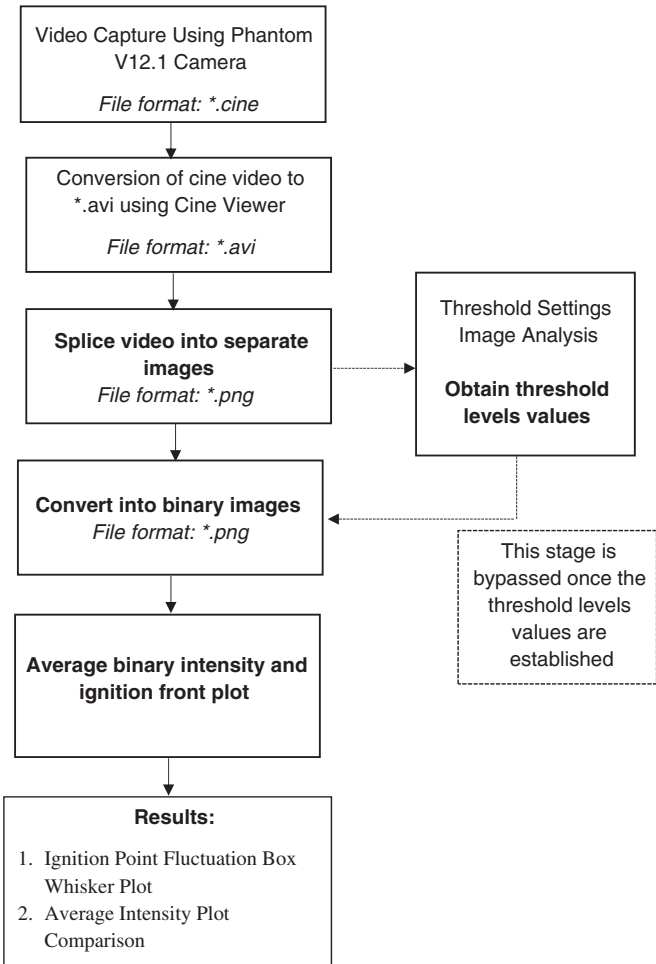 Video Capture Using Phantom
V12.1 Camera
File format: *.cine
Conversion of cine video to
*.avi using Cine Viewer
File format: *.avi
Splice video into separate
images
File format: *.png
Threshold Settings
Image Analysis
Obtain threshold
levels values
Convert into binary images
File format: *.png
This stage is
bypassed once the
threshold levels
values are
established
Average binary intensity and
ignition front plot
Results:
1. Ignition Point Fluctuation Box
Whisker Plot
2. Average Intensity Plot
Comparison